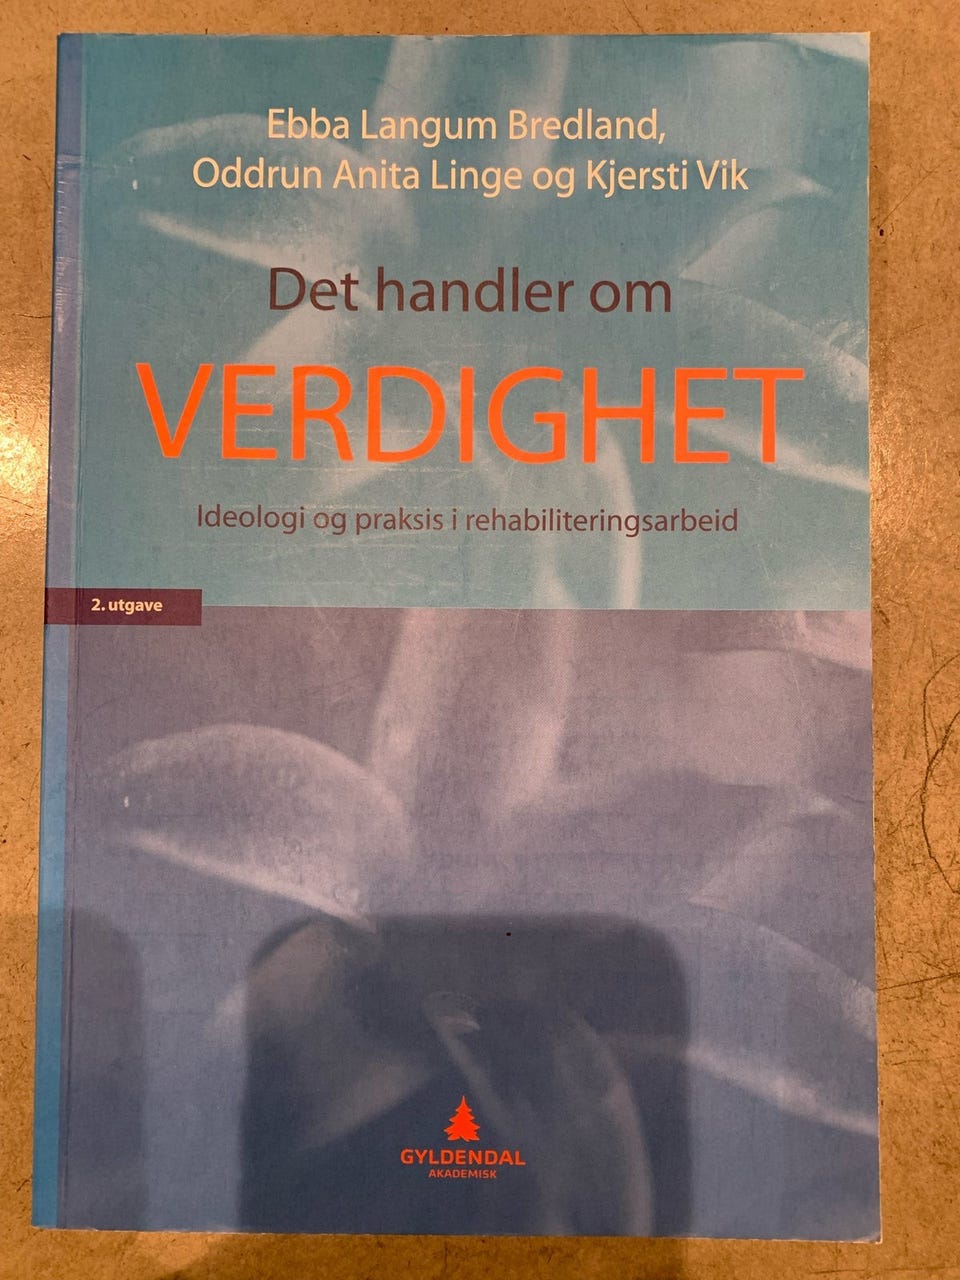 Ebba Langum Bredland,
Oddrun Anita Linge og Kjersti Vik
Det handler om
VERDIGHET
Ideologi og praksis i rehabiliteringsarbeid
2. utgave
GYLDENDAL
AKADEMISK